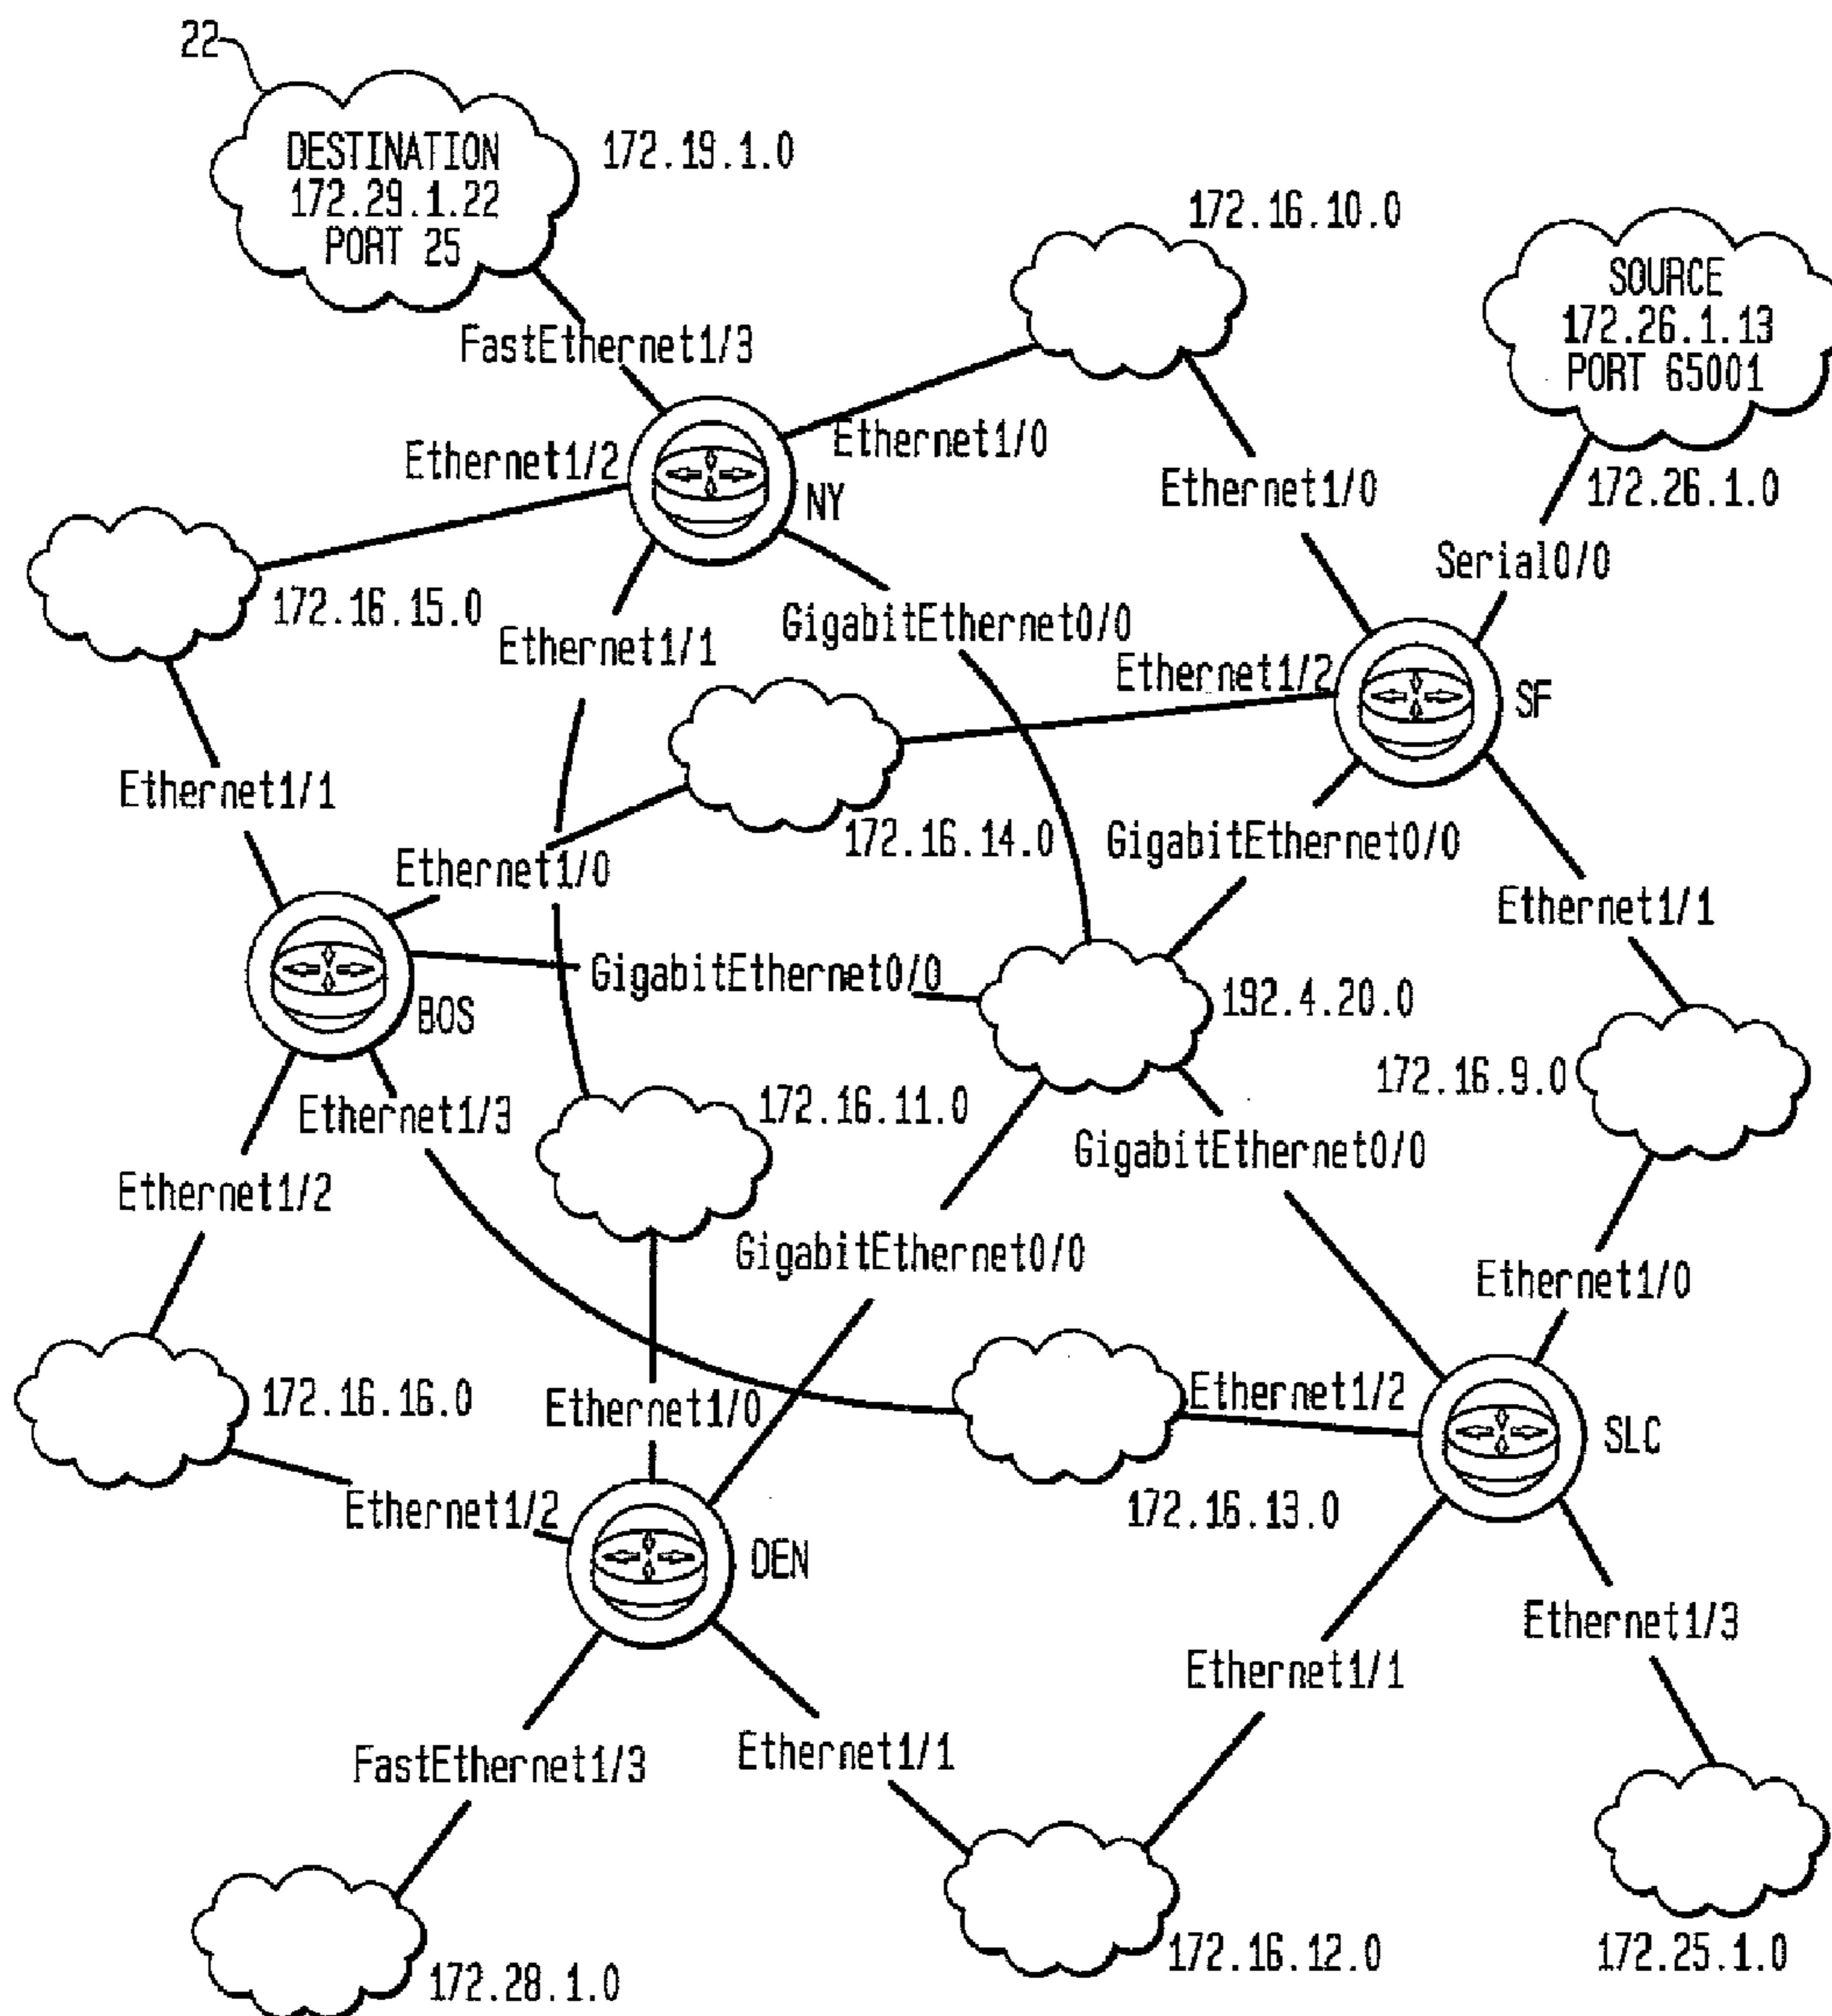 22
DESTINATION
172.29.1.22
PORT 25
172.19.1.0
172.16.10.0
SOURCE
172.26.1.13
PORT 65001
FastEthernet1/3
Ethernet1/2
Ethernet1/0
NY
Ethernet1/0
172.26.1.0
Serial0/0
172.16.15.0
Ethernet1/1
GigabitEthernet0/0
Ethernet1/2
SF
Ethernet1/1
172.16.14.0
GigabitEthernet0/0
Ethernet1/0
Ethernet1/1
GigabitEthernet0/0
192.4.20.0
BOS
172.16.9.0
Ethernet1/3
172.16.11.0
GigabitEthernet0/0
Ethernet1/2
GigabitEthernet0/0
Ethernet1/0
172.16.16.0
Ethernet1/0
Ethernet1/2
SLC
Ethernet1/2
172.16.13.0
DEN
Ethernet1/3
Ethernet1/1
FastEthernet1/3
Ethernet1/1
172.28.1.0
172.16.12.0
172.25.1.0